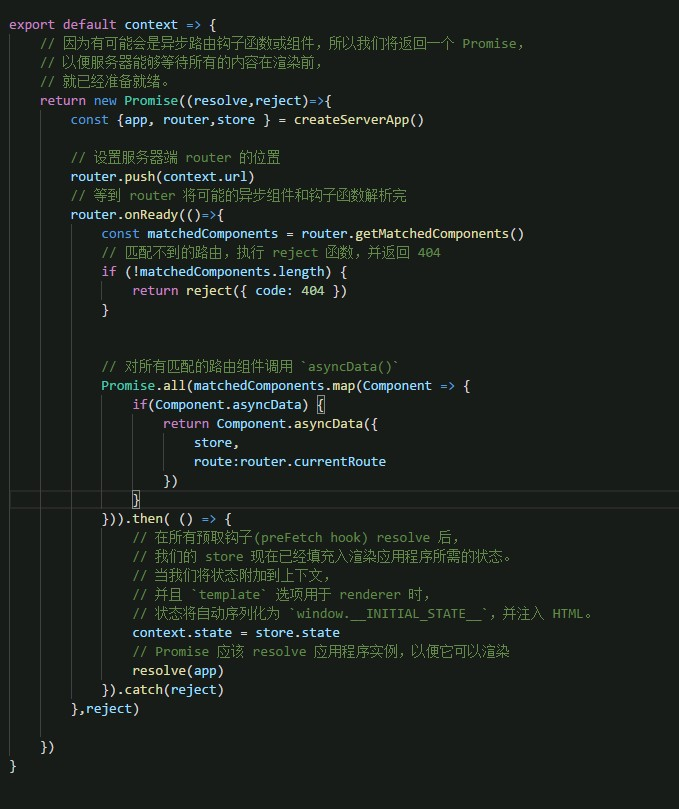 export default context => {
// 因为有可能会是异步路由钩子函数或组件，所以我们将返回一个 Promise，
// 以便服务器能够等待所有的内容在渲染前，
// 就已经准备就绪。
return new Promise((resolve,reject)=>{
const {app, router,store } = createServerApp()
// 设置服务器端 router 的位置
router.push(context.url)
// 等到 router 将可能的异步组件和钩子函数解析完
router.onReady(()=>{
const matchedComponents = router.getMatchedComponents()
// 匹配不到的路由，执行 reject 函数，并返回 404
if (!matchedComponents.length) {
return reject({ code: 404 })
}
// 对所有匹配的路由组件调用 `asyncData()`
Promise.all(matchedComponents.map(Component => {
if(Component.asyncData) {
return Component.asyncData({
store,
route:router.currentRoute
})
}
})).then( () => {
// 在所有预取钩子(preFetch hook) resolve 后，
// 我们的 store 现在已经填充入渲染应用程序所需的状态。
// 当我们将状态附加到上下文，
// 并且 `template` 选项用于 renderer 时，
// 状态将自动序列化为 `window.__INITIAL_STATE__`，并注入 HTML。
context.state = store.state
// Promise 应该 resolve 应用程序实例，以便它可以渲染
resolve(app)
}).catch(reject)
},reject)
})
}